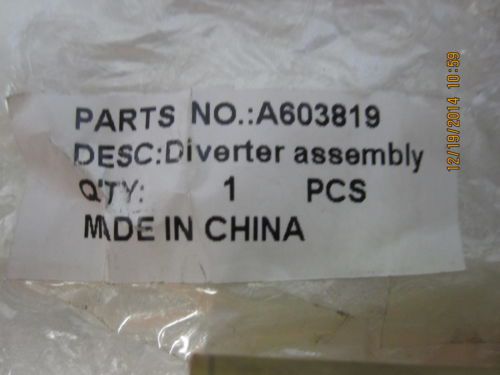 PARTS NO.:A603819
DESC:Diverter assembly
Q'TY: 1 PCS
MADE IN CHINA
12/19/2014 10:59